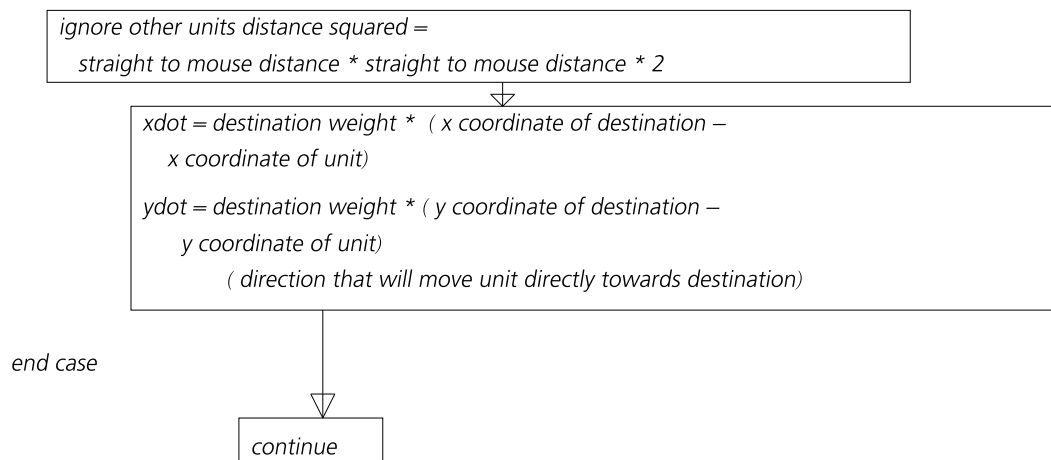 ignore other units distance squared =
straight to mouse distance * straight to mouse distance * 2
xdot = destination weight * ( x coordinate of destination –
x coordinate of unit)
ydot = destination weight * ( y coordinate of destination –
y coordinate of unit)
( direction that will move unit directly towards destination)
end case
continue